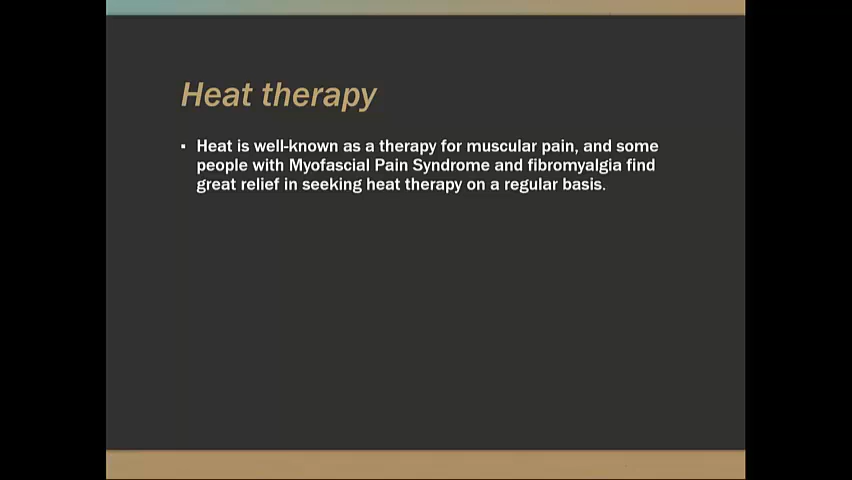 Heat therapy
▪ Heat is well-known as a therapy for muscular pain, and some
people with Myofascial Pain Syndrome and fibromyalgia find
great relief in seeking heat therapy on a regular basis.